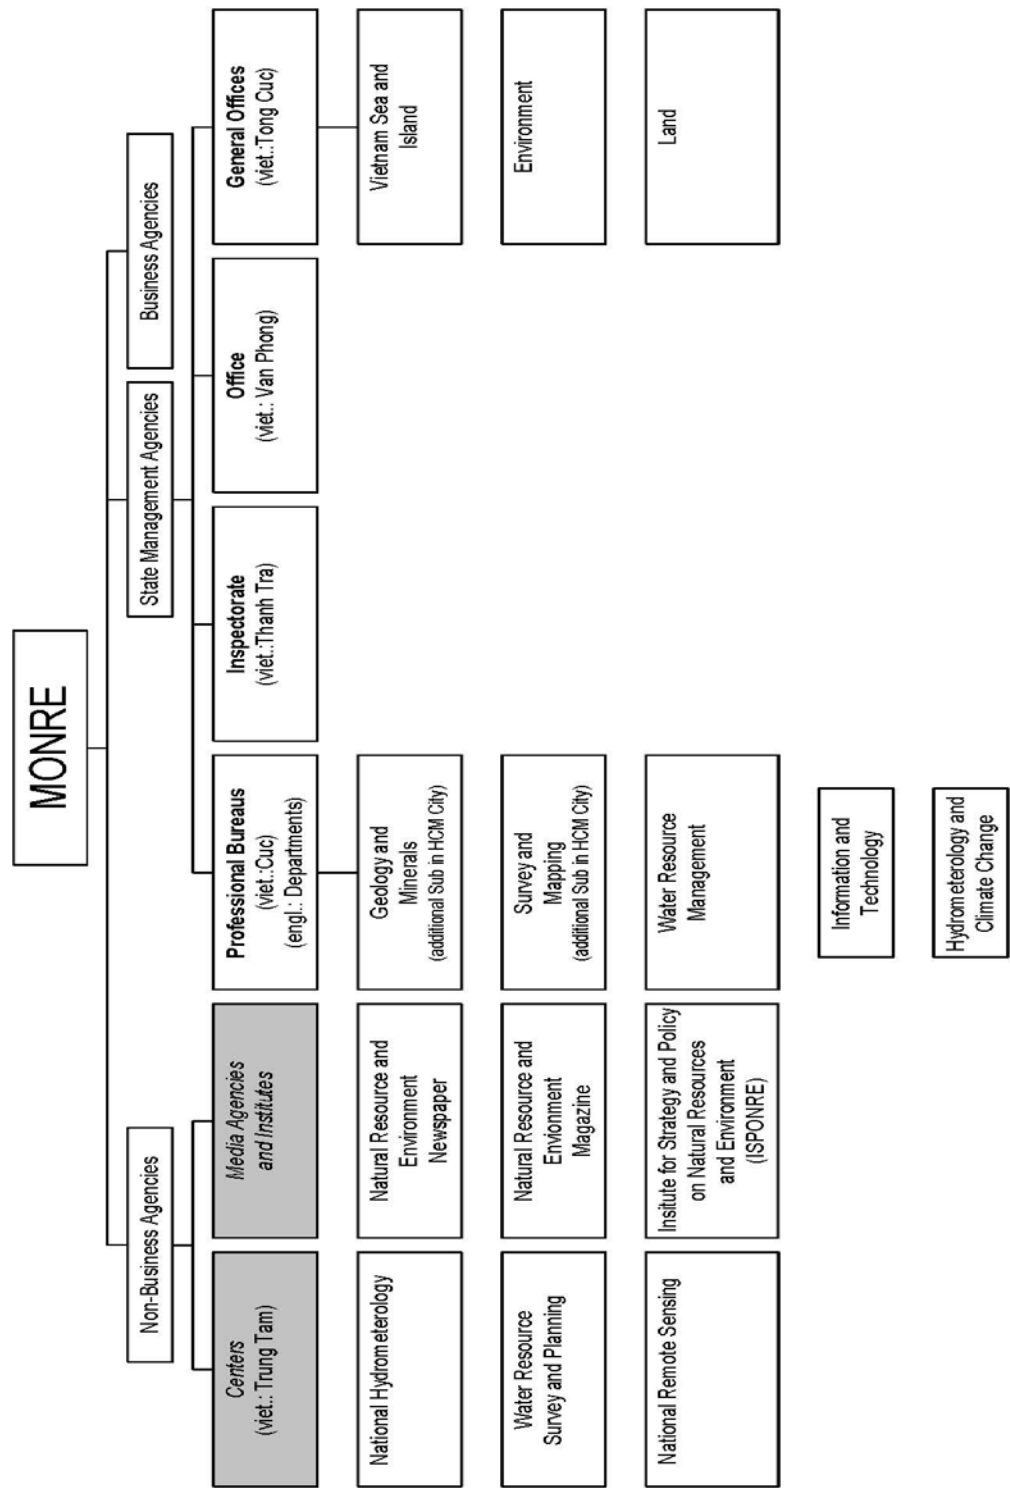 MONRE
Non-Business Agencies
State Management Agencies
Business Agencies
Centers
(viet.: Trung Tam)
Media Agencies
and Institutes
Professional Bureaus
(viet.:Cuc)
(engl.: Departments)
Inspectorate
(viet.:Thanh Tra)
Office
(viet.: Van Phong)
General Offices
(viet.:Tong Cuc)
National Hydrometerology
Natural Resource and
Environment
Newspaper
Geology and
Minerals
(additional Sub in HCM City)
Vietnam Sea and
Island
Water Resource
Survey and Planning
Natural Resource and
Envionment
Magazine
Survey and
Mapping
(additional Sub in HCM City)
Environment
National Remote Sensing
Insitute for Strategy and Policy
on Natural Resources
and Environment
(ISPONRE)
Water Resource
Management
Land
Information and
Technology
Hydrometerology and
Climate Change